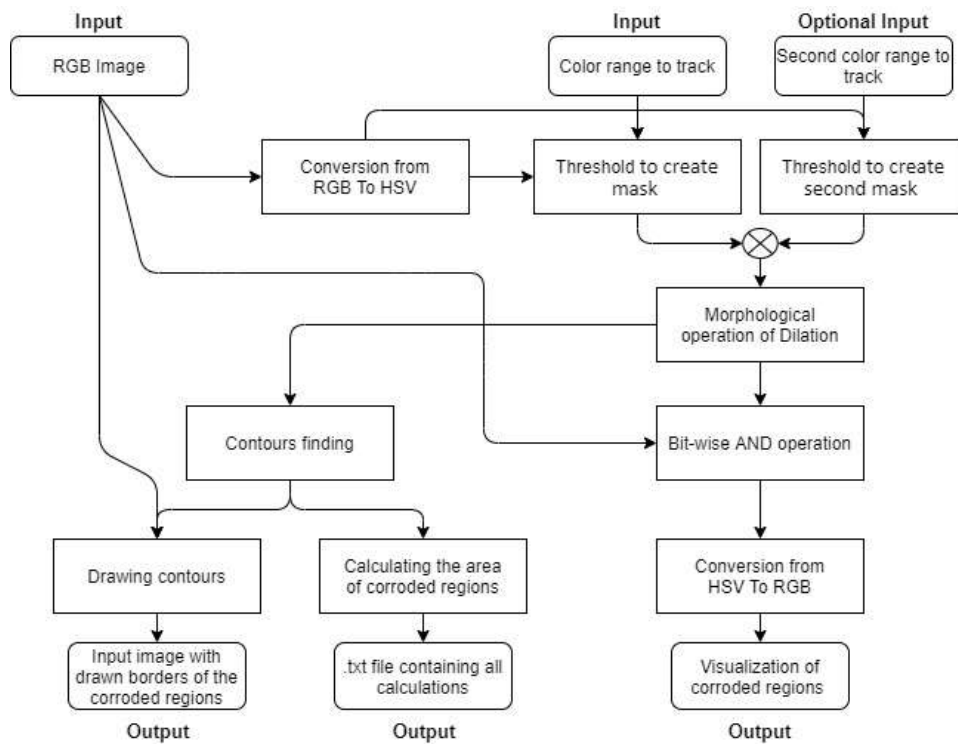 Input
Input
Optional Input
RGB Image
Color range to track
Second color range to
track
Conversion from
RGB To HSV
Threshold to create
mask
Threshold to create
second mask
Morphological
operation of Dilation
Contours finding
Bit-wise AND operation
Drawing contours
Calculating the area
of corroded regions
Conversion from
HSV To RGB
Input image with
drawn borders of the
corroded regions
.txt file containing all
calculations
Visualization of
corroded regions
Output
Output
Output